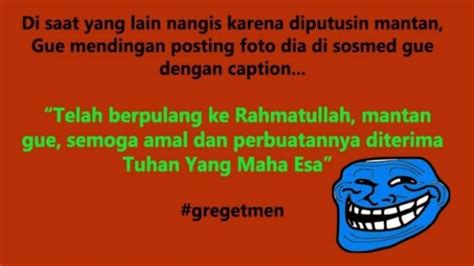 Di saat yang lain nangis karena diputusin mantan,
Gue mendingan posting foto dia di sosmed gue
dengan caption...
“Telah berpulang ke Rahmatullah, mantan
gue, semoga amal dan perbuatannya diterima
Tuhan Yang Maha Esa”
#gregetmen